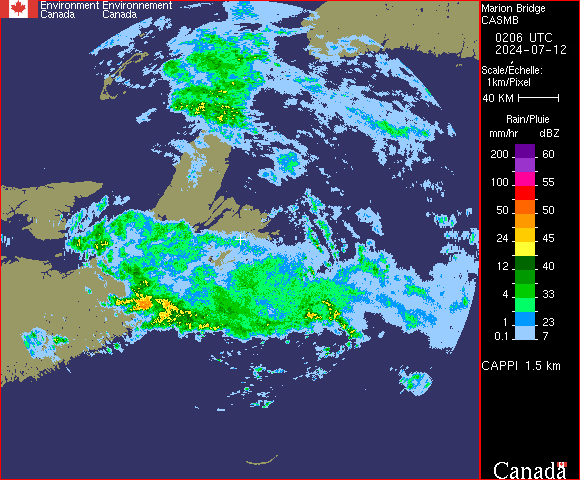 Environment Environnement
Canada Canada
Marion Bridge
CASMB
0206 UTC
2024-07-12
Scale/Échelle:
1km/Pixel
40 KM
Rain/Pluie
mm/hr dBZ
200 60
100 55
50 50
24 45
12 40
4 33
1 23
0.1 7
CAPPI 1.5 km
Canada